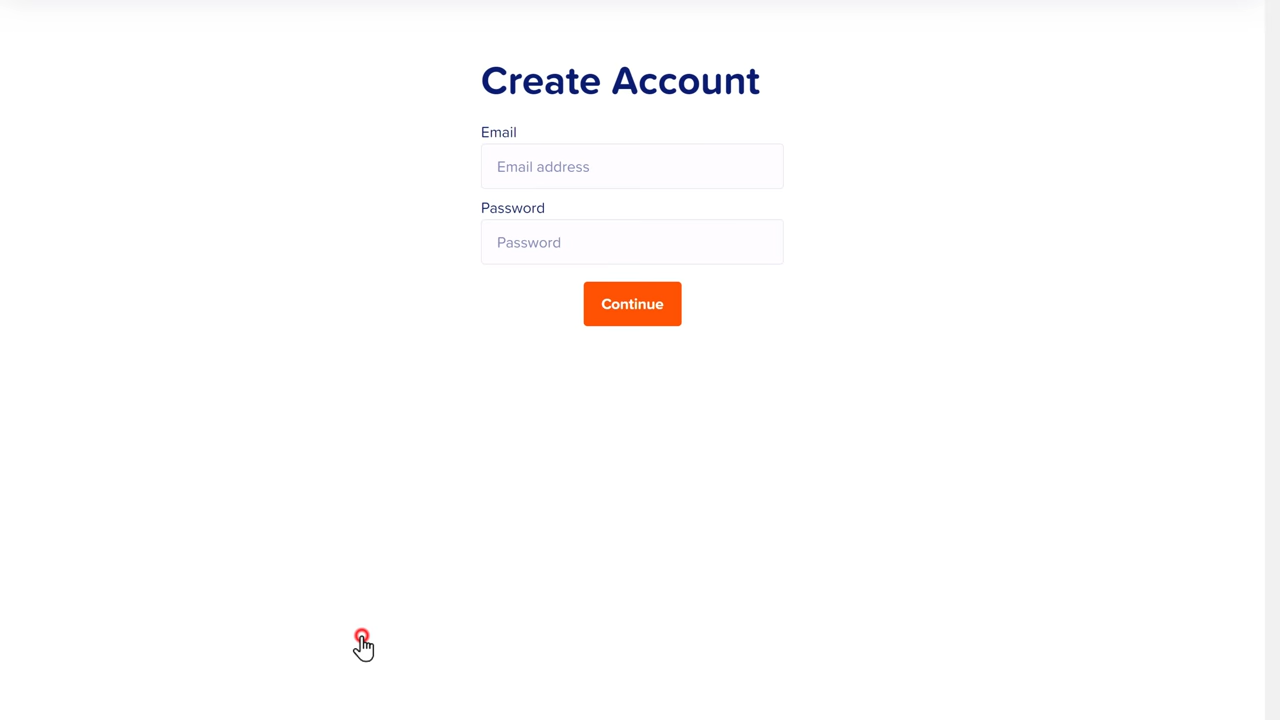 Create Account
Email
Email address
Password
Password
Continue